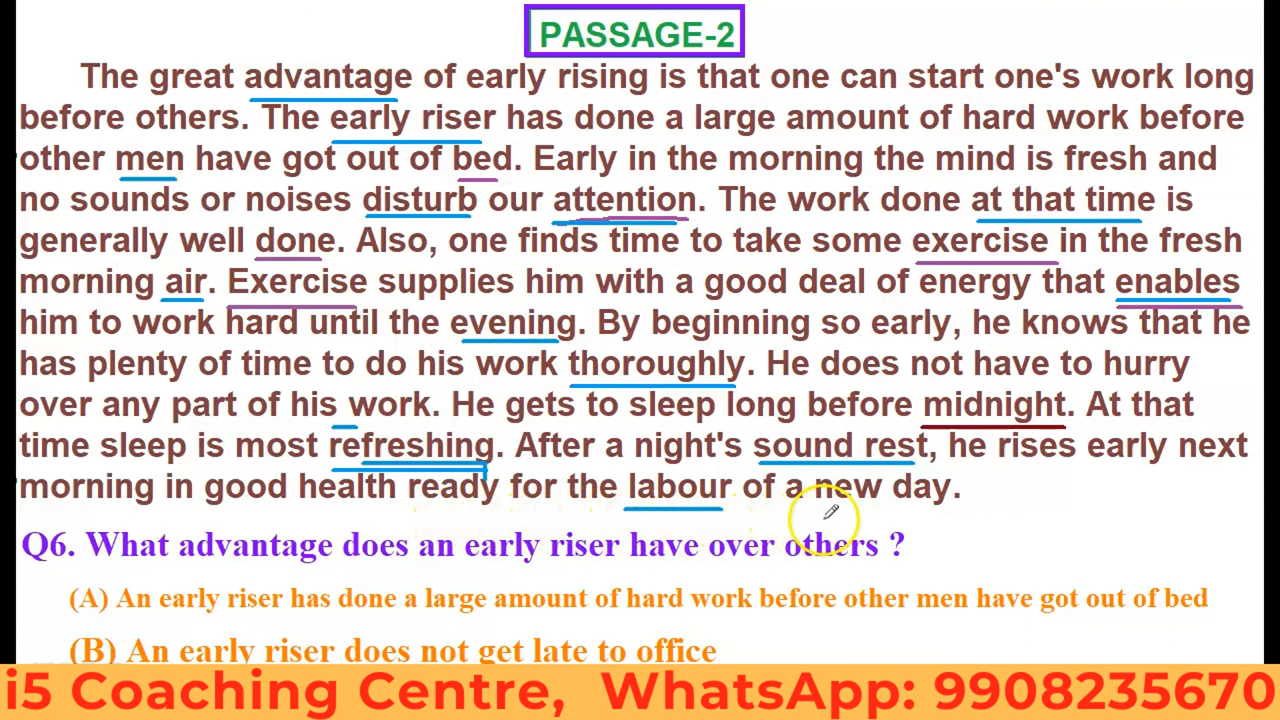 PASSAGE-2
The great advantage of early rising is that one can start one's work long
before others. The early riser has done a large amount of hard work before
other men have got out of bed. Early in the morning the mind is fresh and
no sounds or noises disturb our attention. The work done at that time is
generally well done. Also, one finds time to take some exercise in the fresh
morning air. Exercise supplies him with a good deal of energy that enables
him to work hard until the evening. By beginning so early, he knows that he
has plenty of time to do his work thoroughly. He does not have to hurry
over any part of his work. He gets to sleep long before midnight. At that
time sleep is most refreshing. After a night's sound rest, he rises early next
morning in good health ready for the labour of a new day.
Q6. What advantage does an early riser have over others ?
(A) An early riser has done a large amount of hard work before other men have got out of bed
(B) An early riser does not get late to office
i5 Coaching Centre, WhatsApp: 9908235670